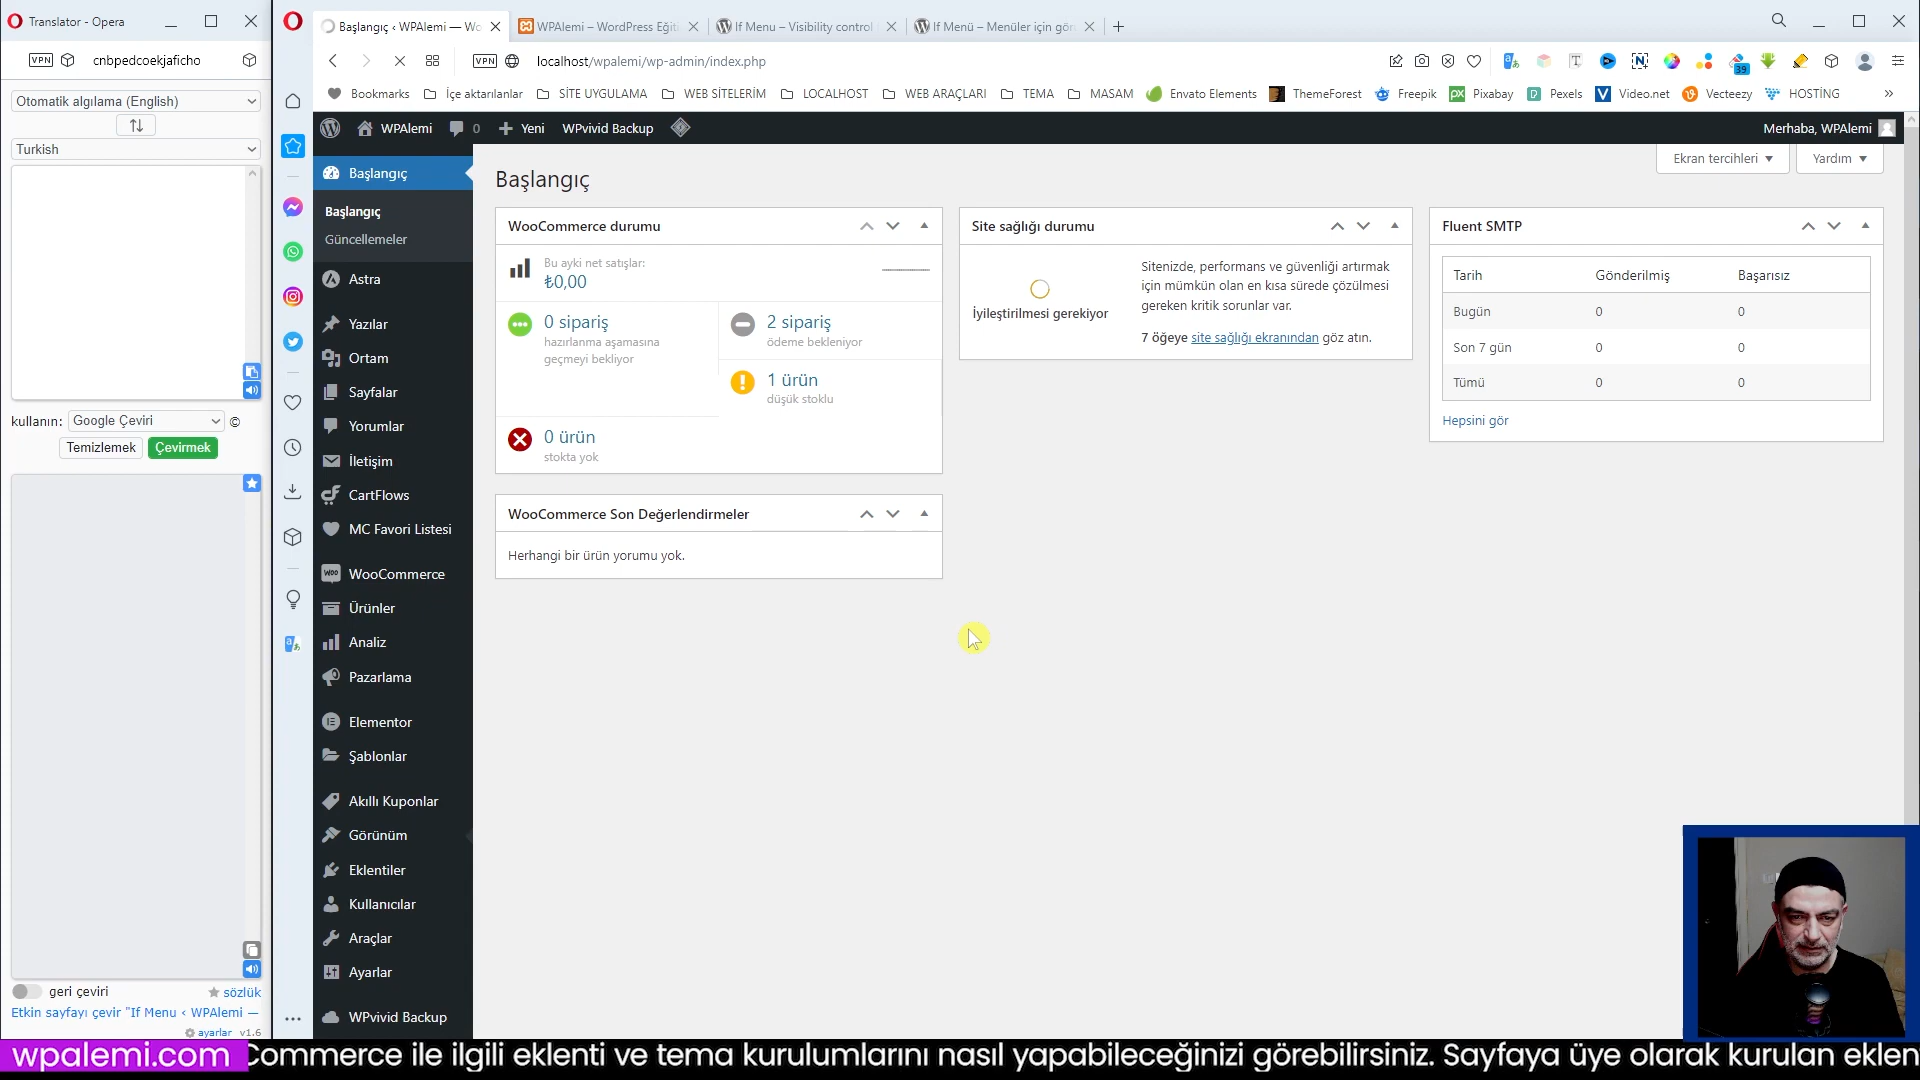 Translator - Opera
VPN
cnbpedcoekjaficho
Otomatik algılama (English)
Turkish
kullanın:
Google Çeviri
©
Temizlemek
Çevirmek
geri çeviri
sözlük
Etkin sayfayı çevir "If Menu ‹ WPAlemi —
ayarlar v1.6
Başlangıç ‹ WPAlemi — Wo
WPAlemi – WordPress Eğiti
If Menu – Visibility control
If Menü – Menüler için gör
VPN
localhost/wpalemi/wp-admin/index.php
39
Bookmarks
İçe aktarılanlar
SİTE UYGULAMA
WEB SİTELERİM
LOCALHOST
WEB ARAÇLARI
TEMA
MASAM
Envato Elements
ThemeForest
Freepik
Pixabay
Pexels
Video.net
Vecteezy
HOSTİNG
»
WPAlemi
0
Yeni
WPvivid Backup
Merhaba, WPAlemi
Başlangıç
Başlangıç
Güncellemeler
Astra
Yazılar
Ortam
Sayfalar
Yorumlar
İletişim
CartFlows
MC Favori Listesi
WooCommerce
Ürünler
Analiz
Pazarlama
Elementor
Şablonlar
Akıllı Kuponlar
Görünüm
Eklentiler
Kullanıcılar
Araçlar
Ayarlar
WPvivid Backup
Ekran tercihleri
Yardım
Başlangıç
WooCommerce durumu
Bu ayki net satışlar:
₺0,00
0 sipariş
hazırlanma aşamasına
geçmeyi bekliyor
2 sipariş
ödeme bekleniyor
1 ürün
düşük stoklu
0 ürün
stokta yok
WooCommerce Son Değerlendirmeler
Herhangi bir ürün yorumu yok.
Site sağlığı durumu
İyileştirilmesi gerekiyor
Sitenizde, performans ve güvenliği artırmak
için mümkün olan en kısa sürede çözülmesi
gereken kritik sorunlar var.
7 öğeye site sağlığı ekranından göz atın.
Fluent SMTP
Tarih Gönderilmiş Başarısız
Bugün 0 0
Son 7 gün 0 0
Tümü 0 0
Hepsini gör
wpalemi.com
Commerce ile ilgili eklenti ve tema kurulumlarını nasıl yapabileceğinizi görebilirsiniz. Sayfaya üye olarak kurulan eklen